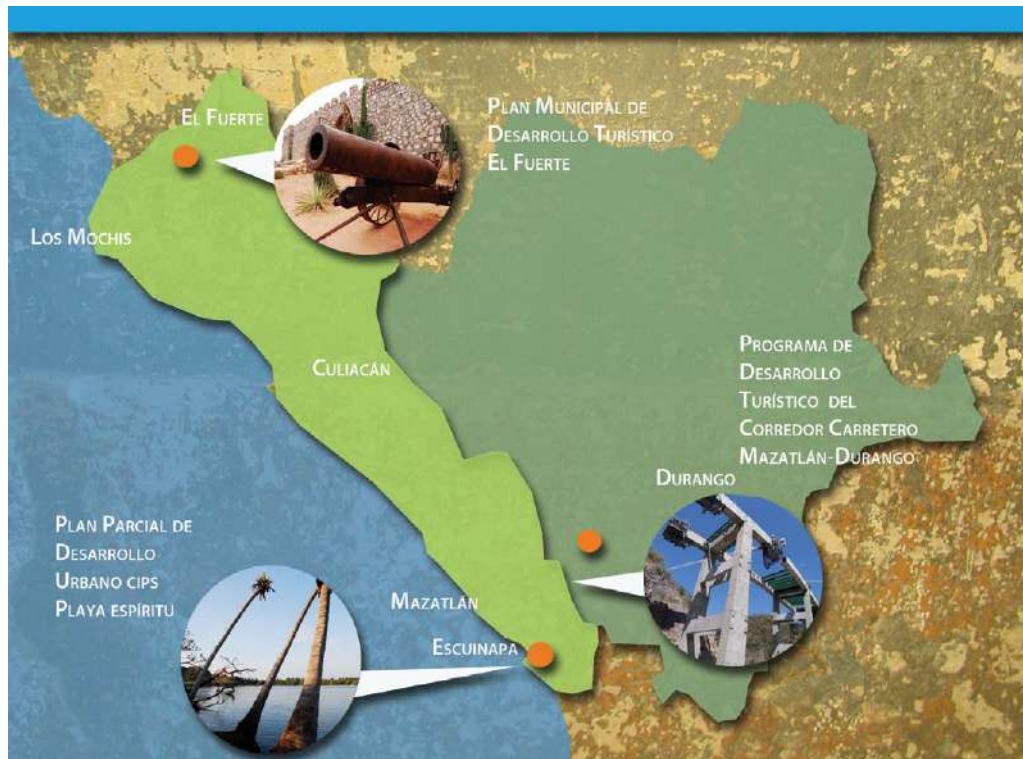 El Fuerte
Plan Municipal de
Desarrollo Turístico
El Fuerte
Los Mochis
Culiacán
Programa de
Desarrollo
Turístico del
Corredor Carretero
Mazatlán-Durango
Durango
Plan Parcial de
Desarrollo
Urbano cips
Playa espíritu
Mazatlán
Escuinapa